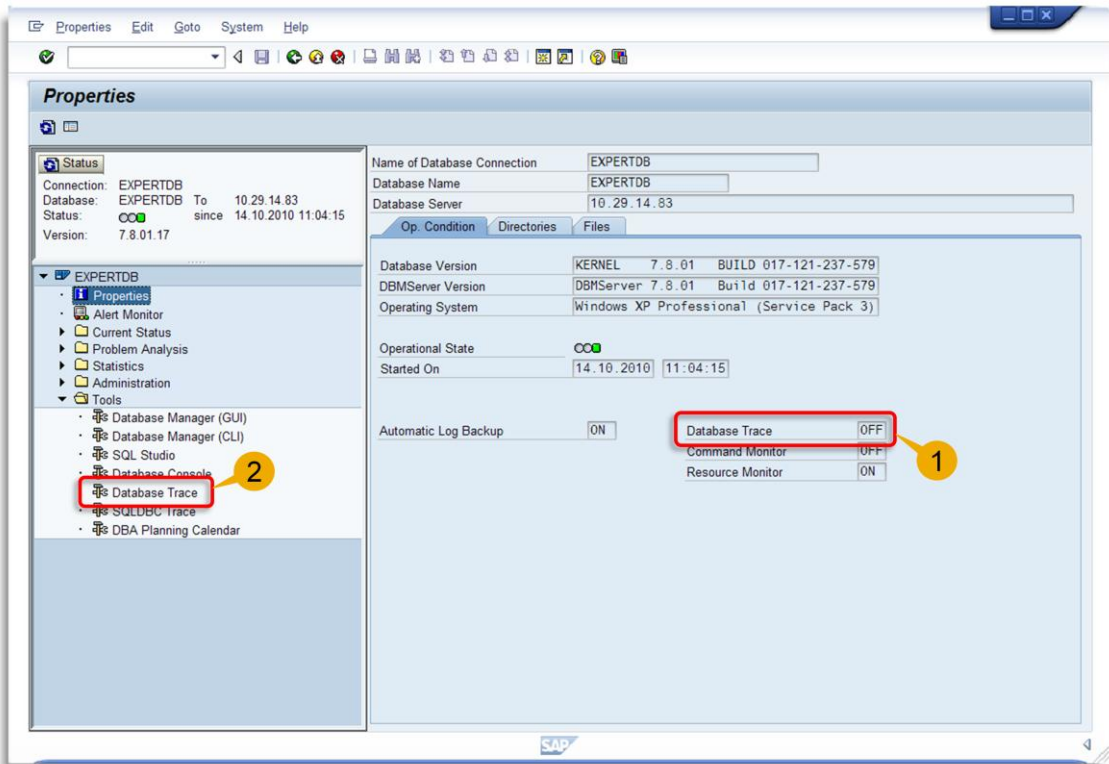 Properties Edit Goto System Help
Properties
Status
Connection: EXPERTDB
Database: EXPERTDB To 10.29.14.83
Status: since 14.10.2010 11:04:15
Version: 7.8.01.17
EXPERTDB
Properties
Alert Monitor
Current Status
Problem Analysis
Statistics
Administration
Tools
Database Manager (GUI)
Database Manager (CLI)
SQL Studio
Database Console
Database Trace
SQLDBC Trace
DBA Planning Calendar
2
Name of Database Connection EXPERTDB
Database Name EXPERTDB
Database Server 10.29.14.83
Op. Condition Directories Files
Database Version KERNEL 7.8.01 BUILD 017-121-237-579
DBMServer Version DBMServer 7.8.01 Build 017-121-237-579
Operating System Windows XP Professional (Service Pack 3)
Operational State
Started On 14.10.2010 11:04:15
Automatic Log Backup ON Database Trace OFF
Command Monitor OFF
Resource Monitor ON
1
SAP